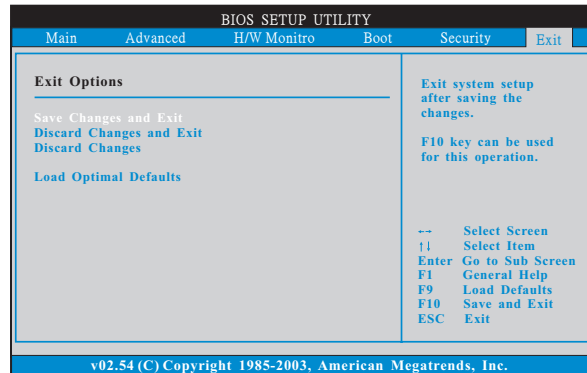 BIOS SETUP UTILITY
Main Advanced H/W Monitro Boot Security Exit
Exit Options
Save Changes and Exit
Discard Changes and Exit
Discard Changes
Load Optimal Defaults
Exit system setup
after saving the
changes.
F10 key can be used
for this operation.
←→ Select Screen
↑↓ Select Item
Enter Go to Sub Screen
F1 General Help
F9 Load Defaults
F10 Save and Exit
ESC Exit
v02.54 (C) Copyright 1985-2003, American Megatrends, Inc.